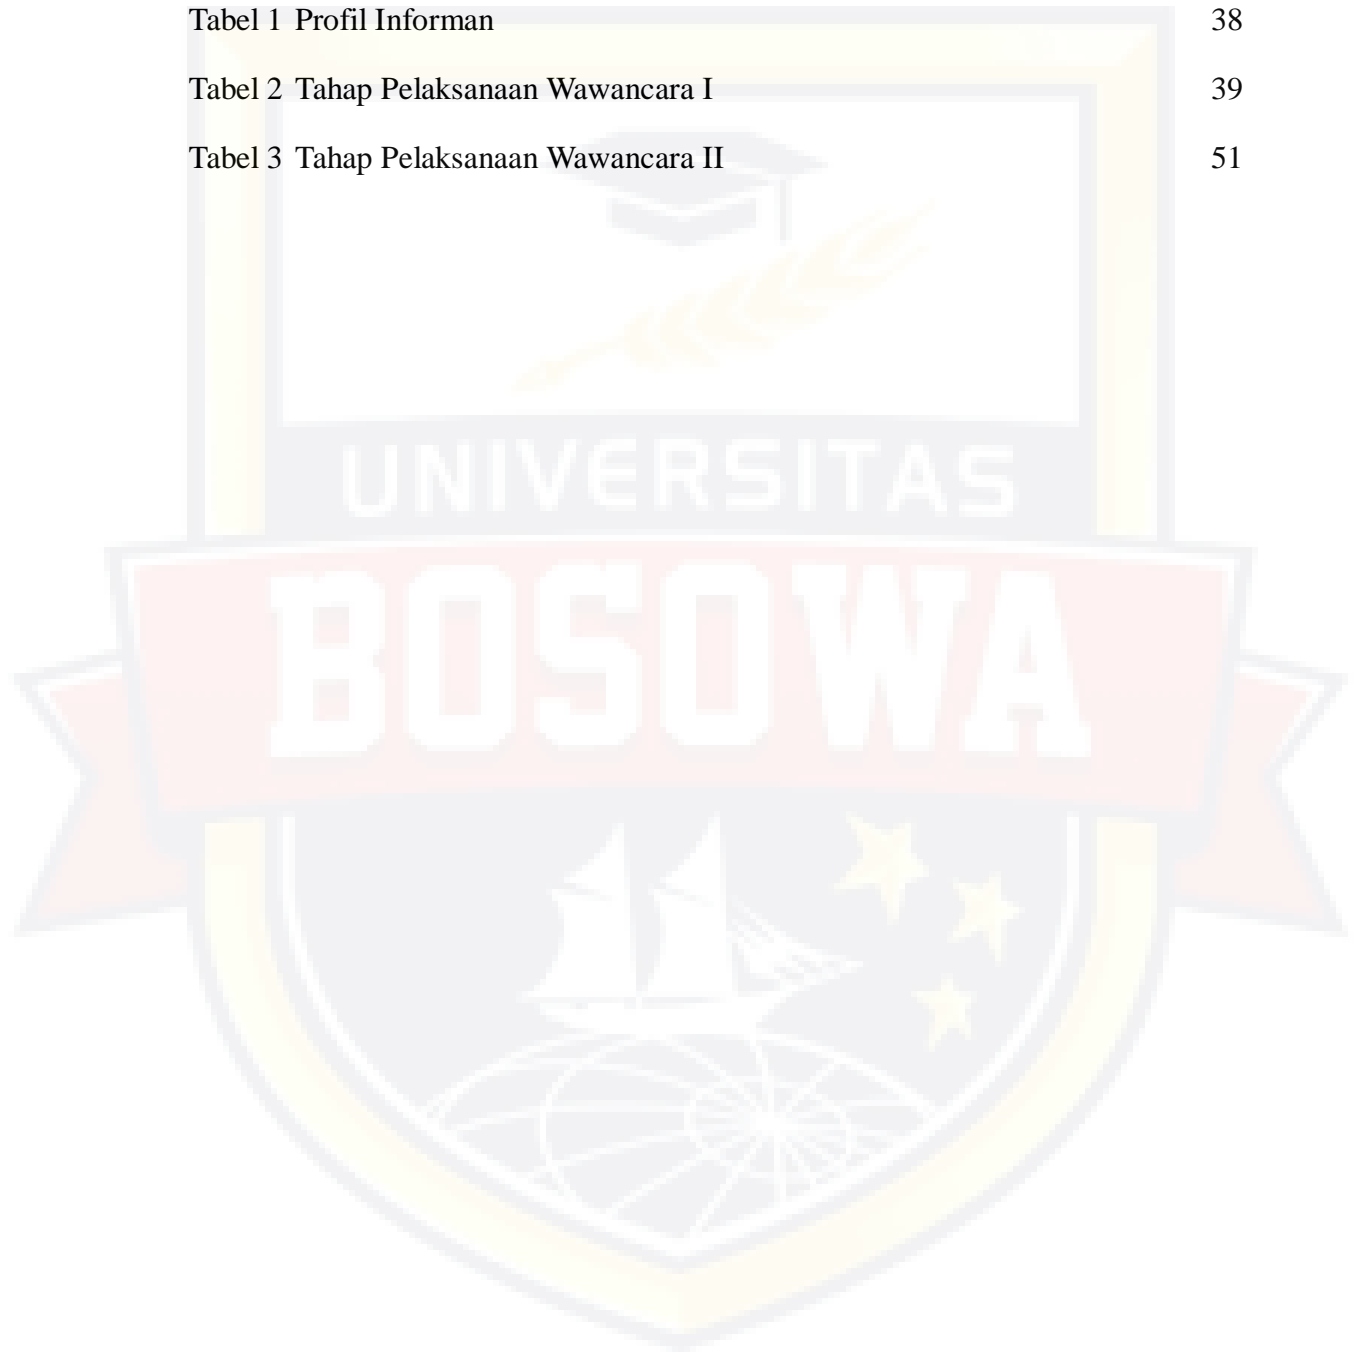 Tabel 1 Profil Informan 38
Tabel 2 Tahap Pelaksanaan Wawancara I 39
Tabel 3 Tahap Pelaksanaan Wawancara II 51
UNIVERSITAS
BOSOWA